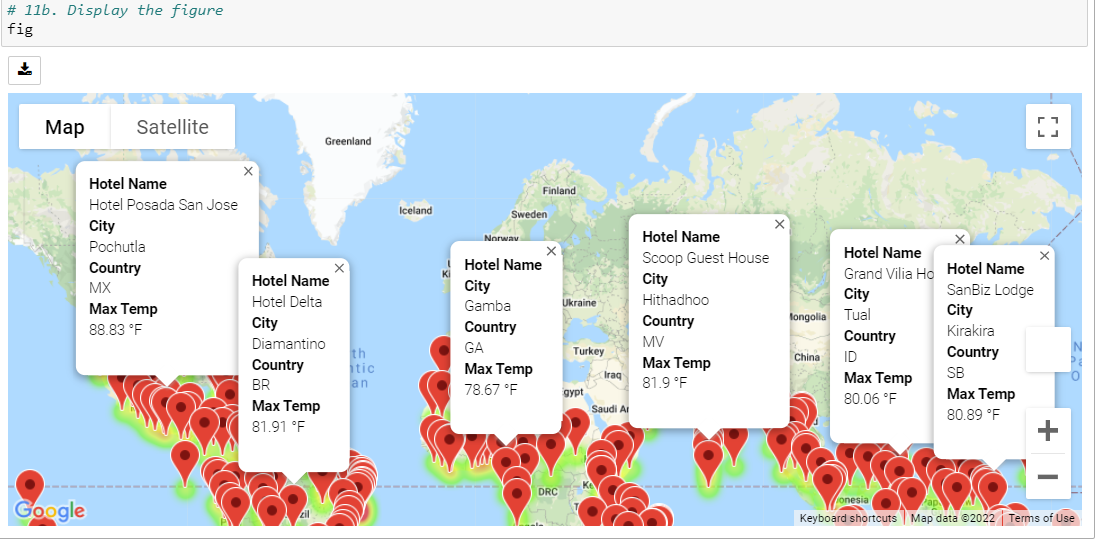 # 11b. Display the figure
fig
Map
Satellite
Greenland
Iceland
Finland
Sweden
Norway
Ukraine
Turkey
Iraq
Mongolia
China
DRC
Hotel Name
Hotel Posada San Jose
City
Pochutla
Country
MX
Max Temp
88.83 °F
Hotel Name
Hotel Delta
City
Diamantino
Country
BR
Max Temp
81.91 °F
Hotel Name
City
Gamba
Country
GA
Max Temp
78.67 °F
Hotel Name
Scoop Guest House
City
Hithadhoo
Country
MV
Max Temp
81.9 °F
Hotel Name
Grand Vilia Ho
City
Tual
Country
ID
Max Temp
80.06 °F
Hotel Name
SanBiz Lodge
City
Kirakira
Country
SB
Max Temp
80.89 °F
Google
Keyboard shortcuts
Map data ©2022
Terms of Use